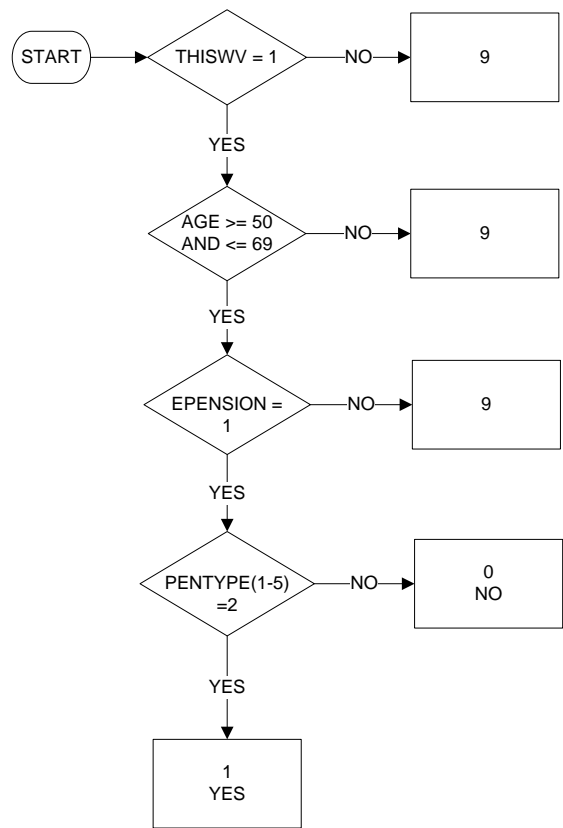 START
THISWV = 1
NO
9
YES
AGE >= 50
AND <= 69
NO
9
YES
EPENSION =
1
NO
9
YES
PENTYPE(1-5)
=2
NO
0
NO
YES
1
YES